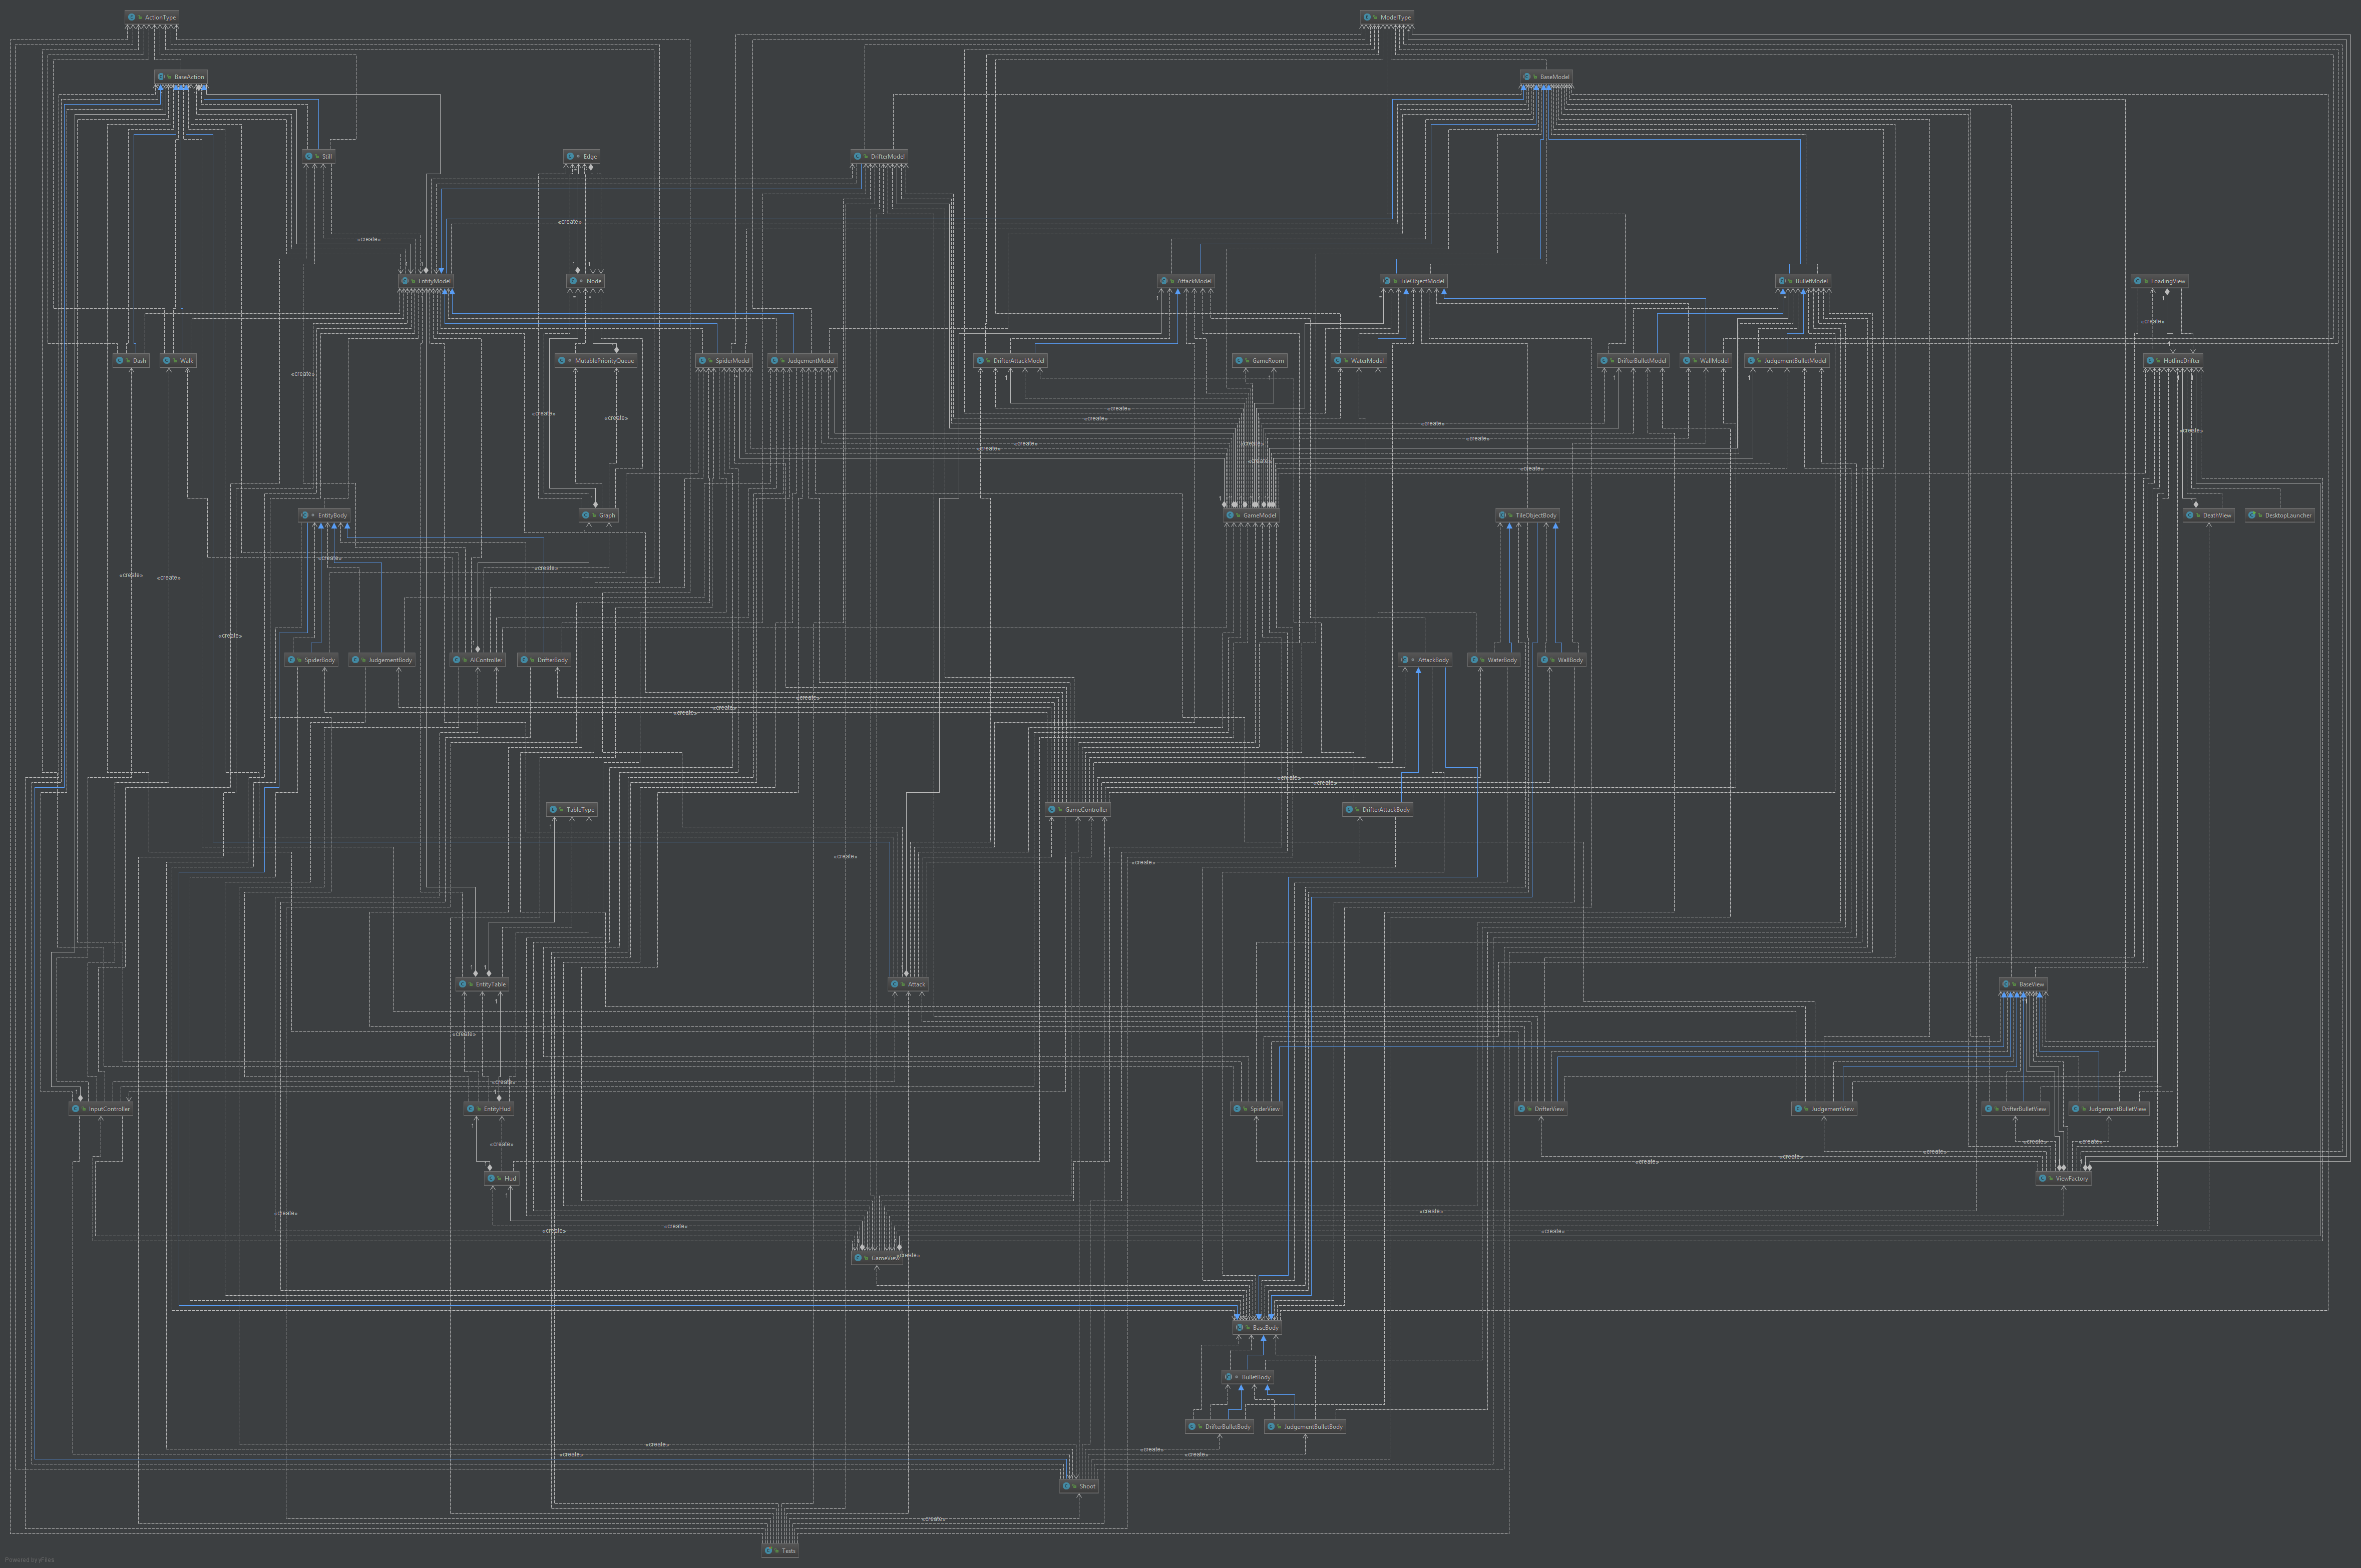 ActionType
ModelType
BaseAction
BaseModel
Still
Edge
DrifterModel
«create»
«create»
EntityModel
Node
AttackModel
TileObjectModel
BulletModel
LoadingView
«create»
Dash
Walk
MutablePriorityQueue
SpiderModel
JudgementModel
DrifterAttackModel
GameRoom
WaterModel
DrifterBulletModel
WallModel
JudgementBulletModel
HotlineDrifter
«create»
«create»
«create»
«create»
«create»
«create»
«create»
«create»
«create»
«create»
«create»
«create»
«create»
EntityBody
Graph
GameModel
TileObjectBody
DeathView
DesktopLauncher
«create»
«create»
«create»
«create»
«create»
SpiderBody
JudgementBody
AIController
DrifterBody
AttackBody
WaterBody
WallBody
«create»
«create»
«create»
«create»
«create»
TableType
GameController
DrifterAttackBody
«create»
«create»
EntityTable
Attack
BaseView
«create»
«create»
InputController
EntityHud
SpiderView
DrifterView
JudgementView
DrifterBulletView
JudgementBulletView
«create»
«create»
«create»
«create»
«create»
Hud
ViewFactory
«create»
«create»
«create»
«create»
«create»
«create»
GameView
BaseBody
BulletBody
DrifterBulletBody
JudgementBulletBody
«create»
«create»
«create»
«create»
Shoot
«create»
Tests
Powered by yFiles